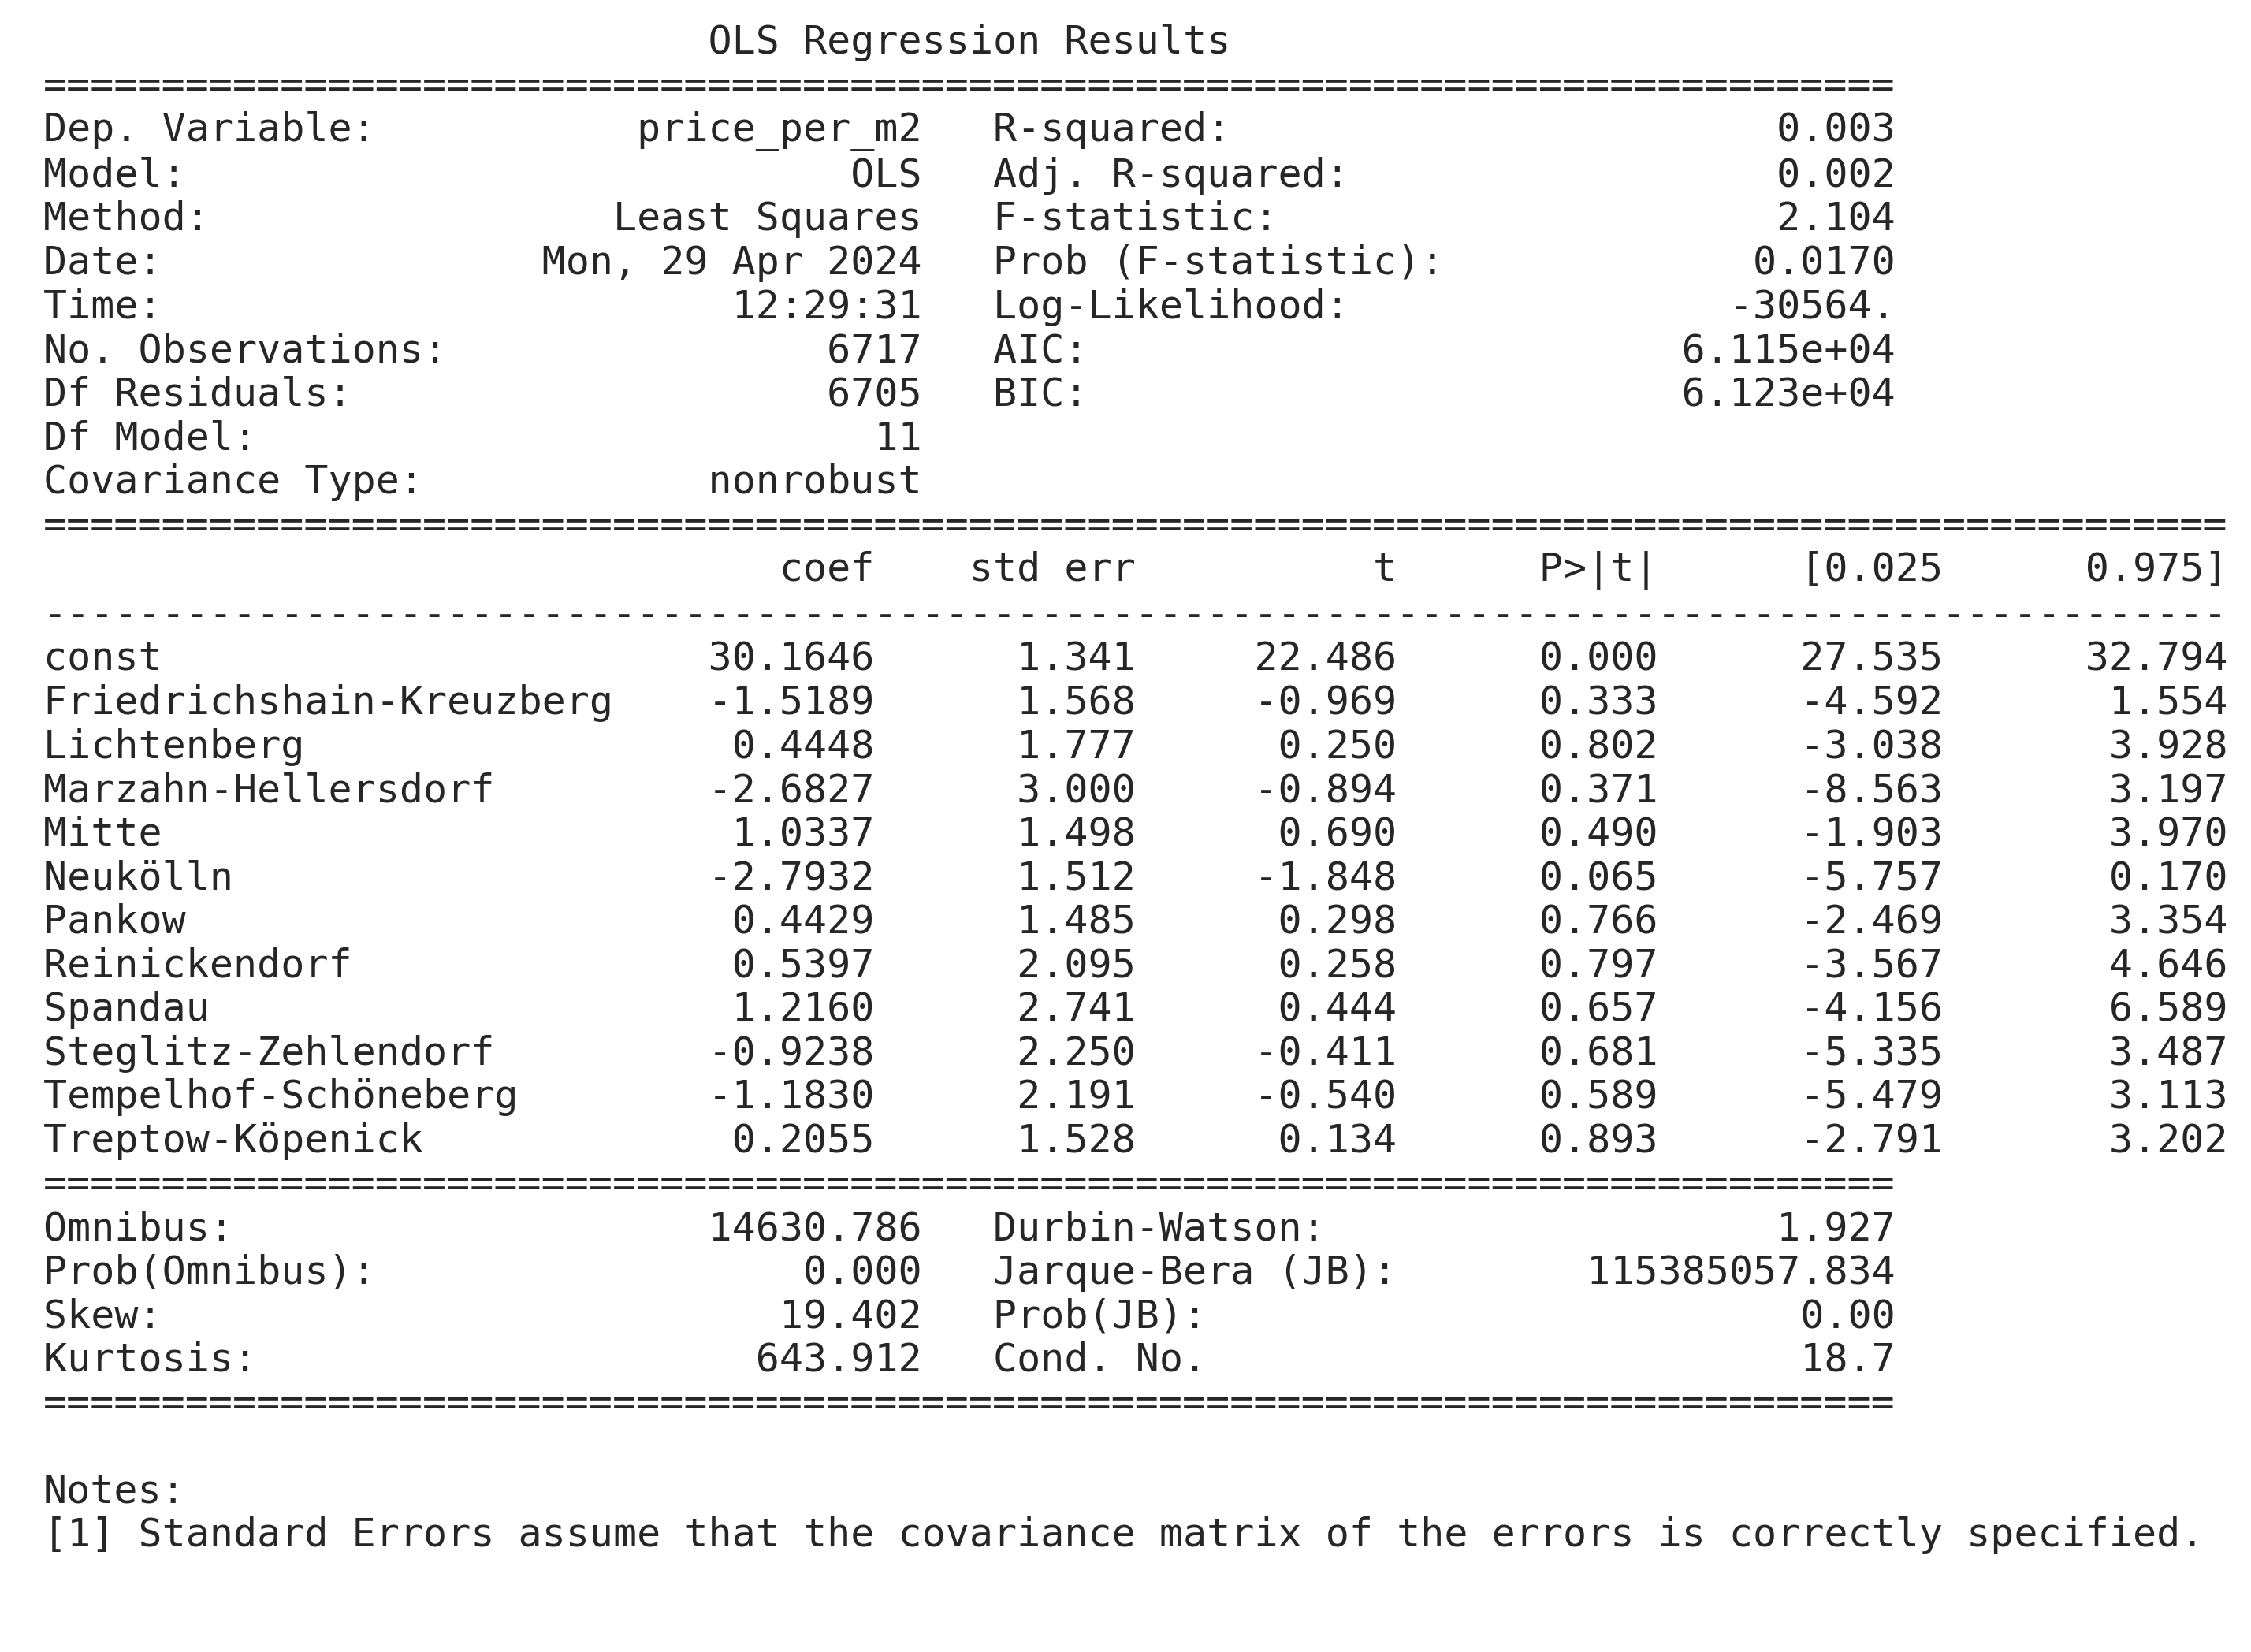 OLS Regression Results
==============================================================================
Dep. Variable: price_per_m2 R-squared: 0.003
Model: OLS Adj. R-squared: 0.002
Method: Least Squares F-statistic: 2.104
Date: Mon, 29 Apr 2024 Prob (F-statistic): 0.0170
Time: 12:29:31 Log-Likelihood: -30564.
No. Observations: 6717 AIC: 6.115e+04
Df Residuals: 6705 BIC: 6.123e+04
Df Model: 11
Covariance Type: nonrobust
============================================================================================
coef std err t P>|t| [0.025 0.975]
--------------------------------------------------------------------------------------------
const 30.1646 1.341 22.486 0.000 27.535 32.794
Friedrichshain-Kreuzberg -1.5189 1.568 -0.969 0.333 -4.592 1.554
Lichtenberg 0.4448 1.777 0.250 0.802 -3.038 3.928
Marzahn-Hellersdorf -2.6827 3.000 -0.894 0.371 -8.563 3.197
Mitte 1.0337 1.498 0.690 0.490 -1.903 3.970
Neukölln -2.7932 1.512 -1.848 0.065 -5.757 0.170
Pankow 0.4429 1.485 0.298 0.766 -2.469 3.354
Reinickendorf 0.5397 2.095 0.258 0.797 -3.567 4.646
Spandau 1.2160 2.741 0.444 0.657 -4.156 6.589
Steglitz-Zehlendorf -0.9238 2.250 -0.411 0.681 -5.335 3.487
Tempelhof-Schöneberg -1.1830 2.191 -0.540 0.589 -5.479 3.113
Treptow-Köpenick 0.2055 1.528 0.134 0.893 -2.791 3.202
==============================================================================
Omnibus: 14630.786 Durbin-Watson: 1.927
Prob(Omnibus): 0.000 Jarque-Bera (JB): 115385057.834
Skew: 19.402 Prob(JB): 0.00
Kurtosis: 643.912 Cond. No. 18.7
==============================================================================
Notes:
[1] Standard Errors assume that the covariance matrix of the errors is correctly specified.